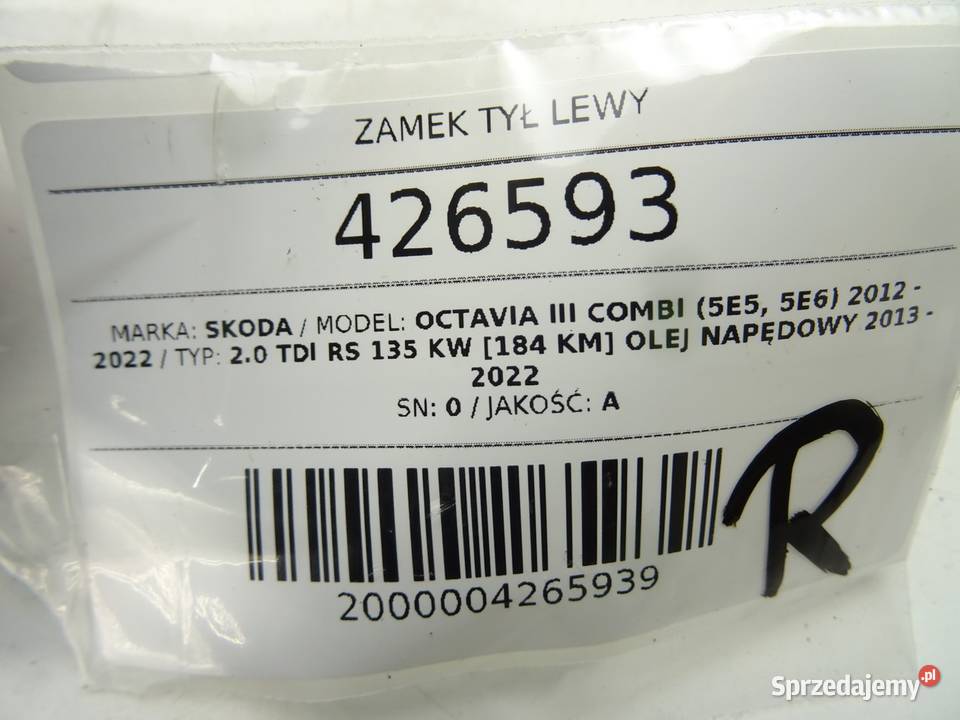 ZAMEK TYŁ LEWY
426593
MARKA: SKODA / MODEL: OCTAVIA III COMBI (5E5, 5E6) 2012 -
2022 / TYP: 2.0 TDI RS 135 KW [184 KM] OLEJ NAPĘDOWY 2013 -
2022
SN: 0 / JAKOŚĆ: A
R
2000004265939
Sprzedajemy.pl